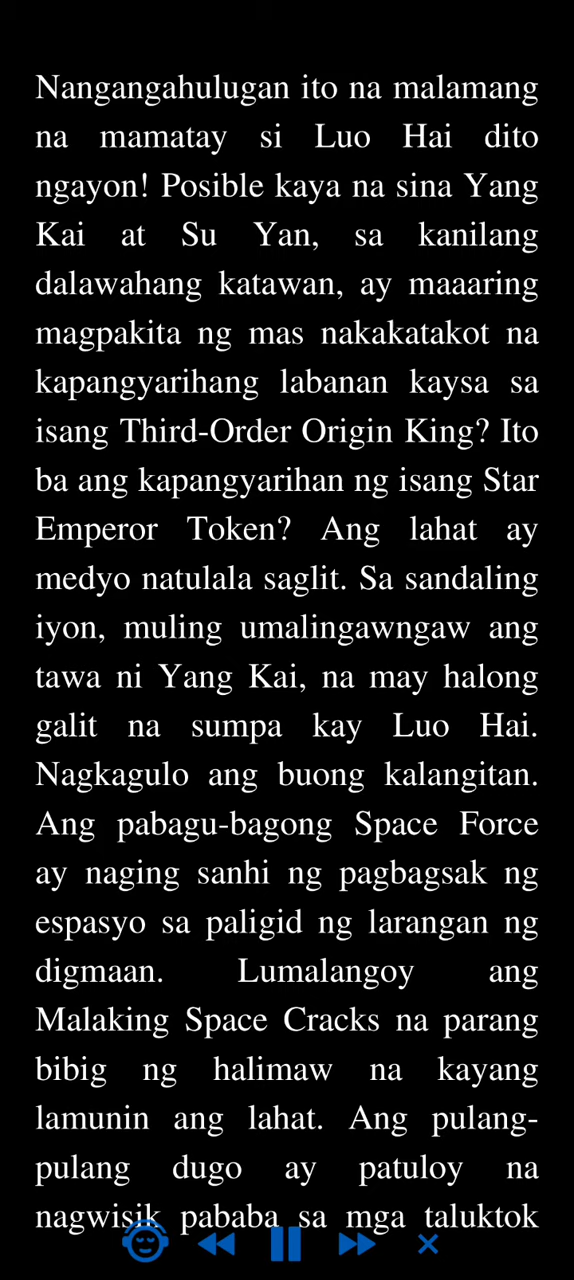 Nangangahulugan ito na malamang
na mamatay si Luo Hai dito
ngayon! Posible kaya na sina Yang
Kai at Su Yan, sa kanilang
dalawahang katawan, ay maaaring
magpakita ng mas nakakatakot na
kapangyarihang labanan kaysa sa
isang Third-Order Origin King? Ito
ba ang kapangyarihan ng isang Star
Emperor Token? Ang lahat ay
medyo natulala saglit. Sa sandaling
iyon, muling umalingawngaw ang
tawa ni Yang Kai, na may halong
galit na sumpa kay Luo Hai.
Nagkagulo ang buong kalangitan.
Ang pabagu-bagong Space Force
ay naging sanhi ng pagbagsak ng
espasyo sa paligid ng larangan ng
digmaan. Lumalangoy ang
Malaking Space Cracks na parang
bibig ng halimaw na kayang
lamunin ang lahat. Ang pulang-
pulang dugo ay patuloy na
nagwisik pababa sa mga taluktok